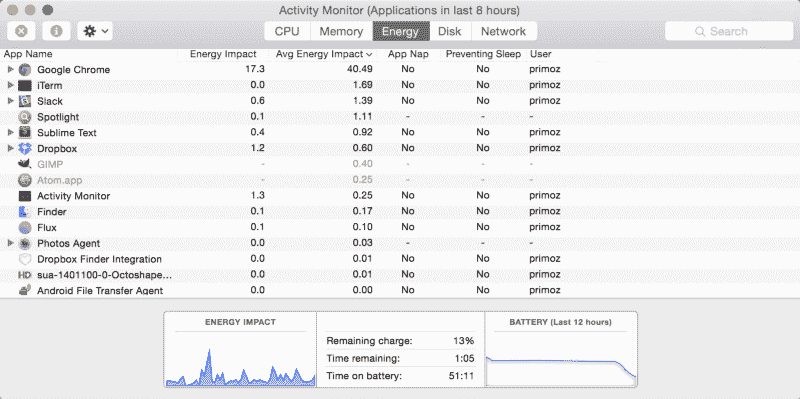 Activity Monitor (Applications in last 8 hours)
CPU Memory Energy Disk Network Search
App Name Energy Impact Avg Energy Impact App Nap Preventing Sleep User
Google Chrome 17.3 40.49 No No primoz
iTerm 0.0 1.69 No No primoz
Slack 0.6 1.39 No No primoz
Spotlight 0.1 1.11 - - primoz
Sublime Text 0.4 0.92 No No primoz
Dropbox 1.2 0.60 No No primoz
GIMP - 0.40 - - -
Atom.app - 0.25 - - -
Activity Monitor 1.3 0.25 No No primoz
Finder 0.1 0.17 No No primoz
Flux 0.1 0.10 No No primoz
Photos Agent 0.0 0.03 - - primoz
Dropbox Finder Integration 0.0 0.01 No No primoz
HD sua-1401100-0-Octoshape... 0.0 0.01 No No primoz
Android File Transfer Agent 0.0 0.00 No No primoz
ENERGY IMPACT
Remaining charge: 13%
Time remaining: 1:05
Time on battery: 51:11
BATTERY (Last 12 hours)